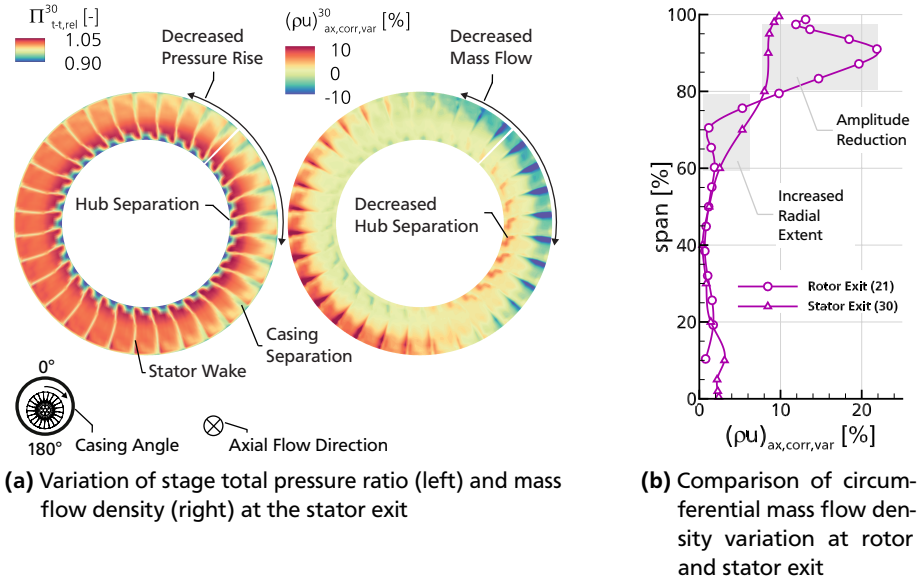 Π³⁰ₜ₋ₜ,ᵣₑₗ [-]
1.05
0.90
(ρu)³⁰ax,corr,var [%]
10
0
-10
Decreased
Pressure Rise
Decreased
Mass Flow
Hub Separation
Decreased
Hub Separation
Casing
Separation
Stator Wake
0°
180°
Casing Angle
Axial Flow Direction
(a) Variation of stage total pressure ratio (left) and mass
flow density (right) at the stator exit
100
80
60
40
20
0
span [%]
Amplitude
Reduction
Increased
Radial
Extent
Rotor Exit (21)
Stator Exit (30)
0
10
20
(ρu)ax,corr,var [%]
(b) Comparison of circum-
ferential mass flow den-
sity variation at rotor
and stator exit